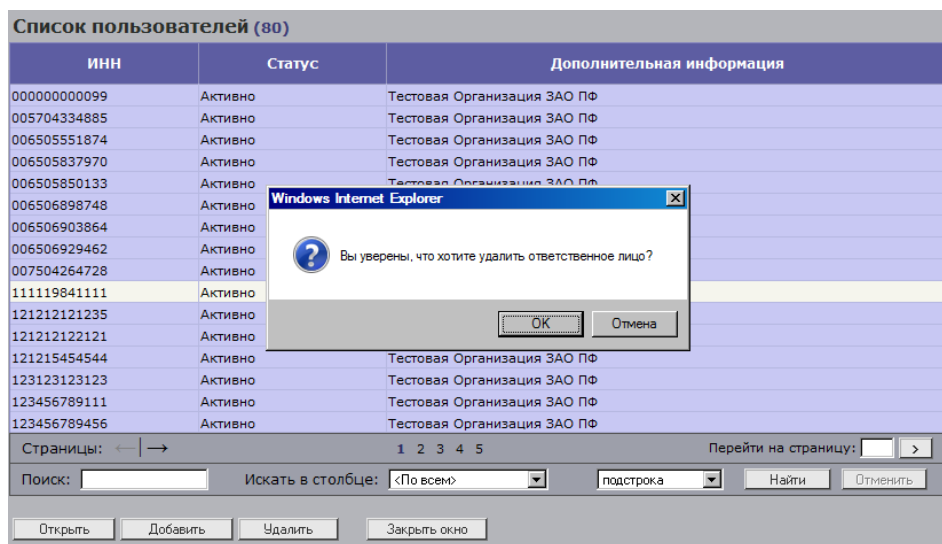 Список пользователей (80)
ИНН Статус Дополнительная информация
000000000099 Активно Тестовая Организация ЗАО ПФ
005704334885 Активно Тестовая Организация ЗАО ПФ
006505551874 Активно Тестовая Организация ЗАО ПФ
006505837970 Активно Тестовая Организация ЗАО ПФ
006505850133 Активно Тестовая Организация ЗАО ПФ
Windows Internet Explorer
006506898748 Активно
006506903864 Активно
006506929462 Активно
Вы уверены, что хотите удалить ответственное лицо?
007504264728 Активно
111119841111 Активно
121212121235 Активно
OK Отмена
121212122121 Активно
121215454544 Активно Тестовая Организация ЗАО ПФ
123123123123 Активно Тестовая Организация ЗАО ПФ
123456789111 Активно Тестовая Организация ЗАО ПФ
123456789456 Активно Тестовая Организация ЗАО ПФ
Страницы: ←|→ 1 2 3 4 5 Перейти на страницу: >
Поиск: Искать в столбце: <По всем> подстрока Найти Отменить
Открыть Добавить Удалить Закрыть окно